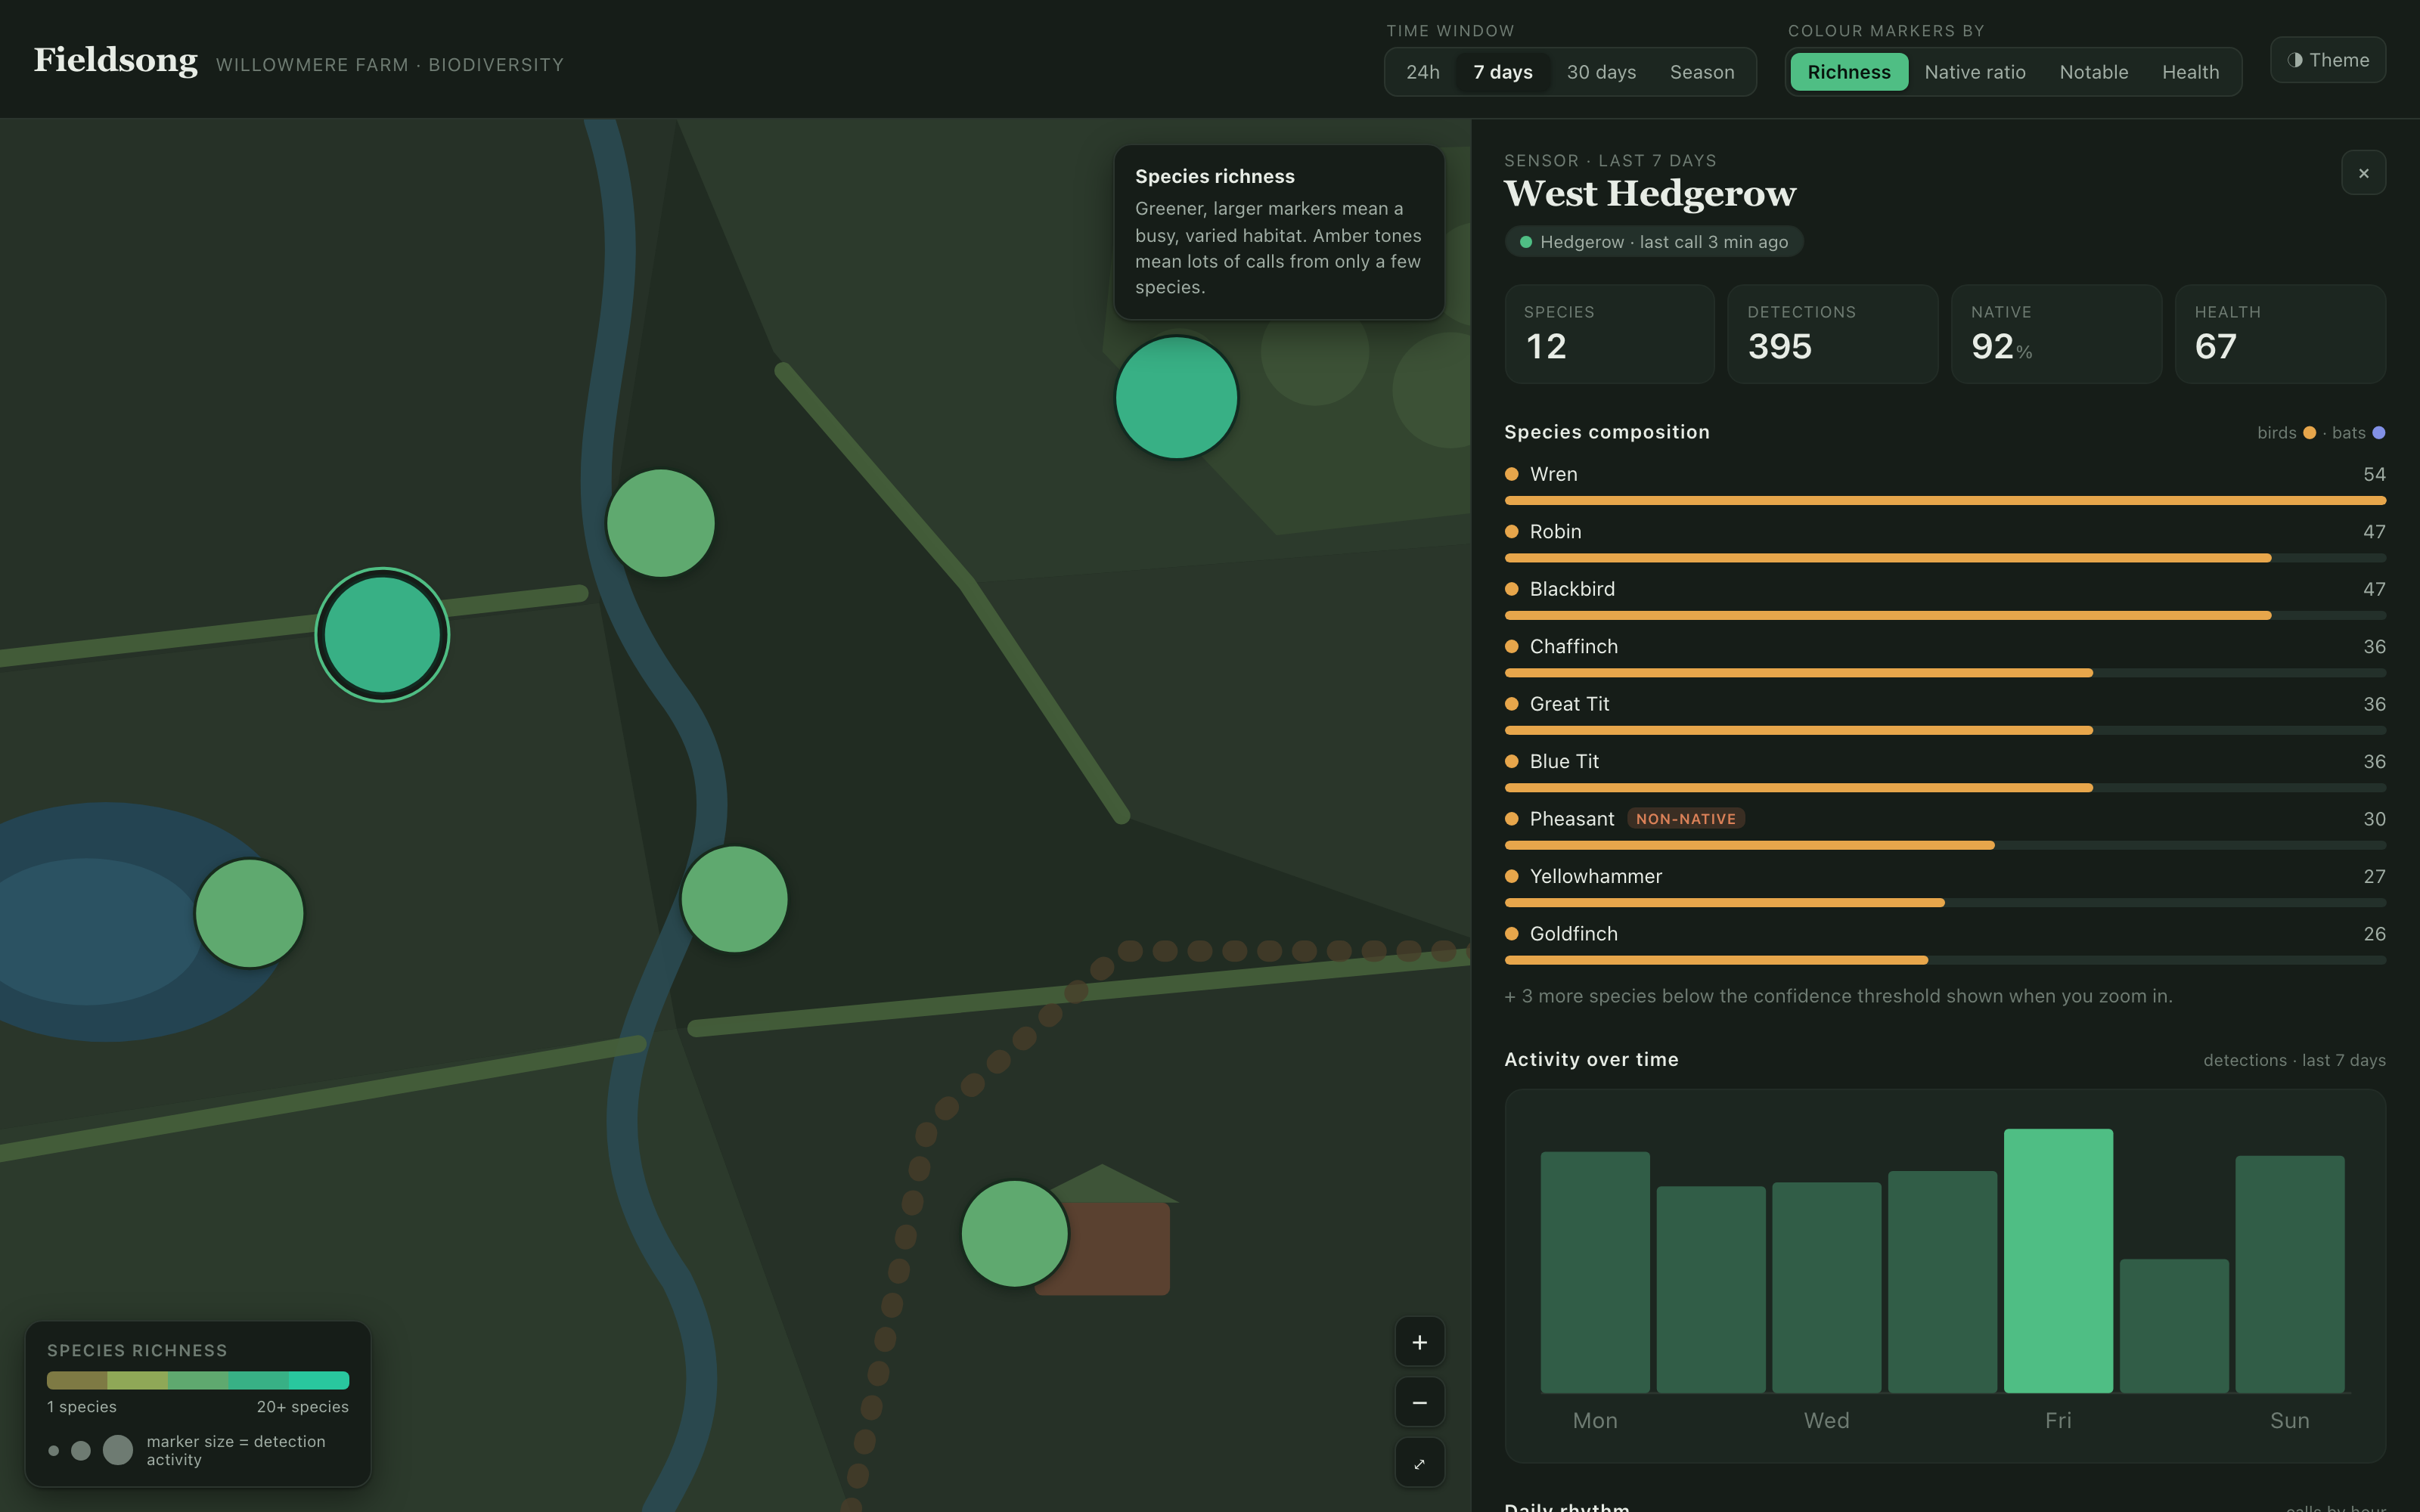 Fieldsong
WILLOWMERE FARM · BIODIVERSITY
TIME WINDOW
24h
7 days
30 days
Season
COLOUR MARKERS BY
Richness
Native ratio
Notable
Health
Theme
Species richness
Greener, larger markers mean a
busy, varied habitat. Amber tones
mean lots of calls from only a few
species.
SPECIES RICHNESS
1 species
20+ species
marker size = detection
activity
+
−
SENSOR · LAST 7 DAYS
West Hedgerow
×
Hedgerow · last call 3 min ago
SPECIES
12
DETECTIONS
395
NATIVE
92%
HEALTH
67
Species composition
birds · bats
Wren 54
Robin 47
Blackbird 47
Chaffinch 36
Great Tit 36
Blue Tit 36
Pheasant NON-NATIVE 30
Yellowhammer 27
Goldfinch 26
+ 3 more species below the confidence threshold shown when you zoom in.
Activity over time
detections · last 7 days
Mon Wed Fri Sun
Daily rhythm
calls by hour